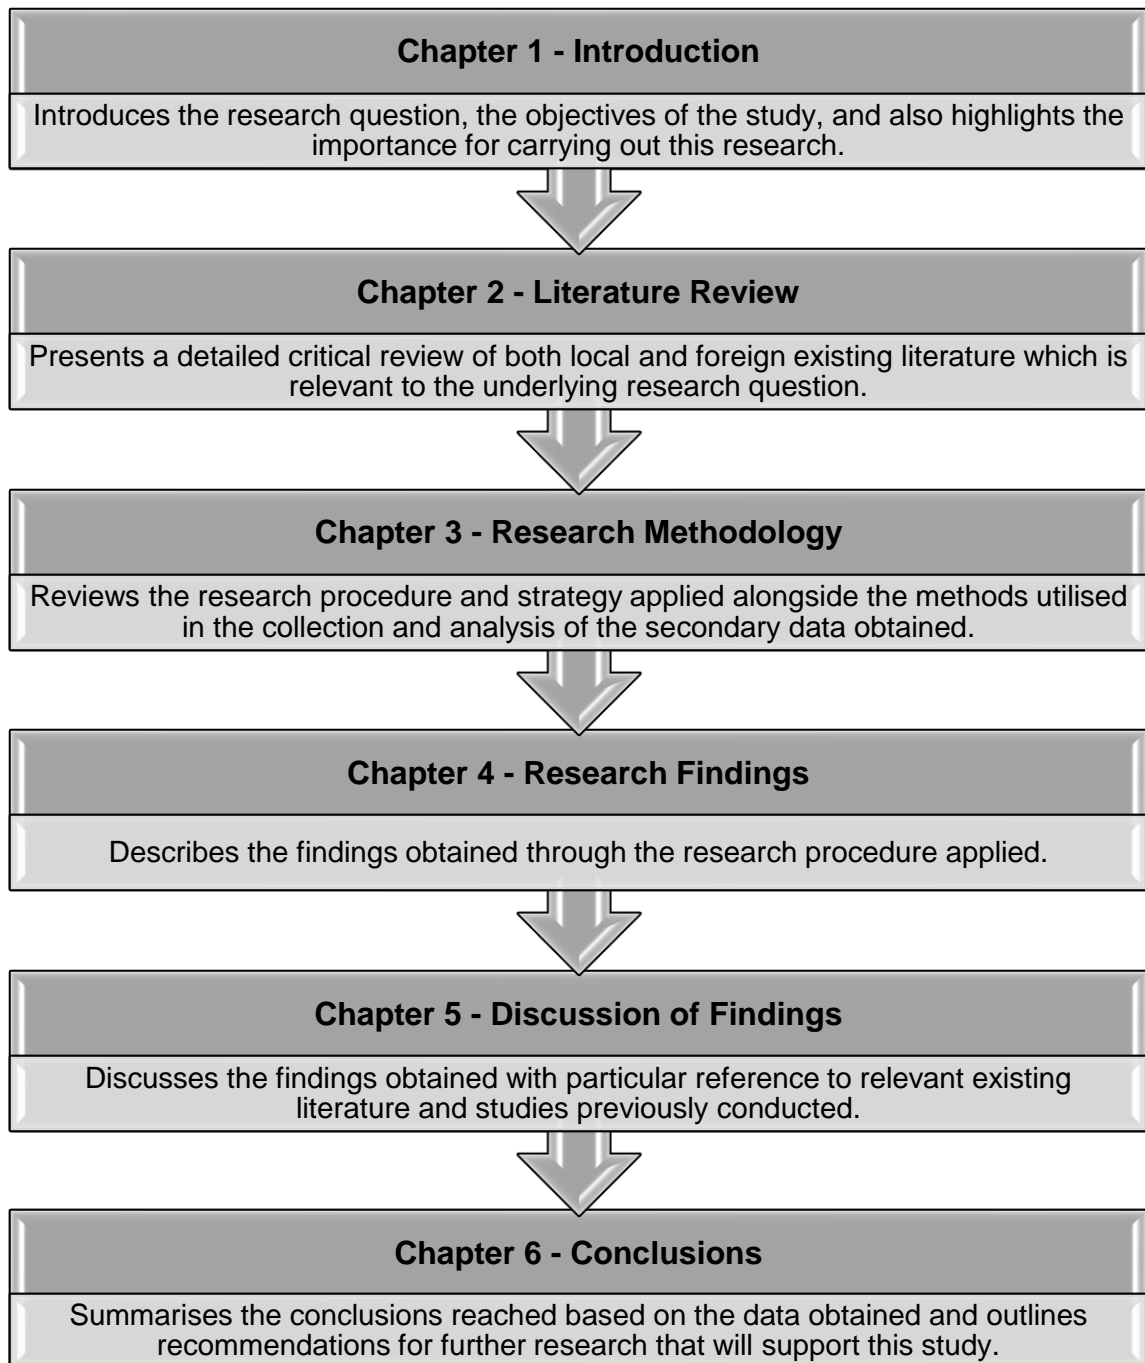 Chapter 1 - Introduction
Introduces the research question, the objectives of the study, and also highlights the
importance for carrying out this research.
Chapter 2 - Literature Review
Presents a detailed critical review of both local and foreign existing literature which is
relevant to the underlying research question.
Chapter 3 - Research Methodology
Reviews the research procedure and strategy applied alongside the methods utilised
in the collection and analysis of the secondary data obtained.
Chapter 4 - Research Findings
Describes the findings obtained through the research procedure applied.
Chapter 5 - Discussion of Findings
Discusses the findings obtained with particular reference to relevant existing
literature and studies previously conducted.
Chapter 6 - Conclusions
Summarises the conclusions reached based on the data obtained and outlines
recommendations for further research that will support this study.